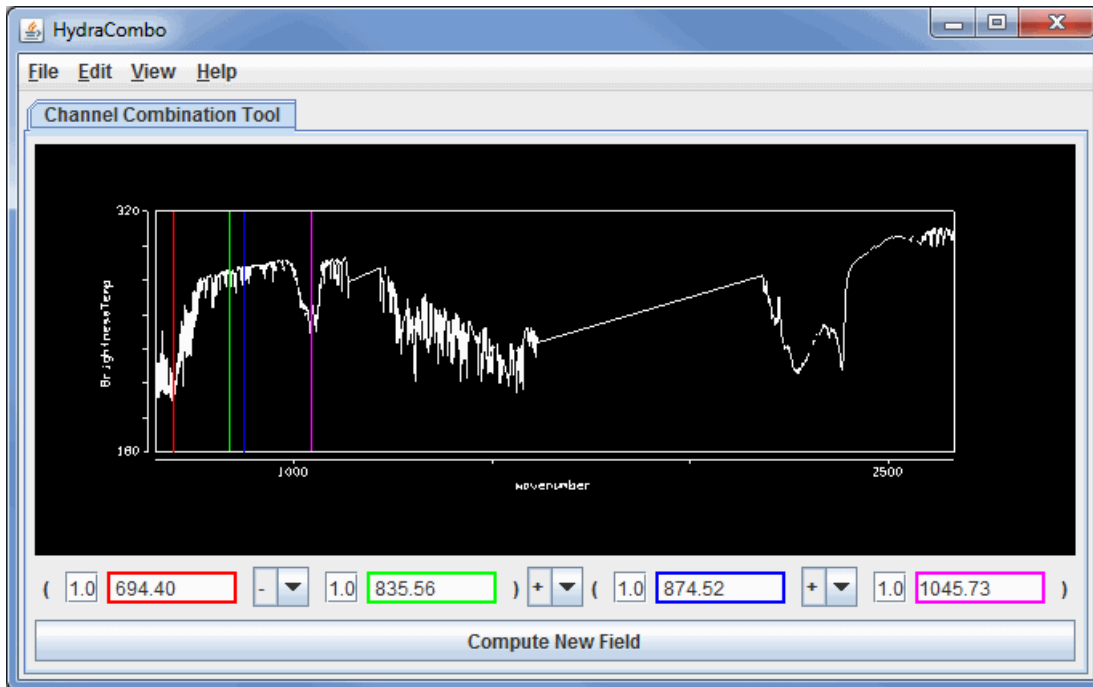 HydraCombo
File Edit View Help
Channel Combination Tool
320
BrightnessTemp
180
1000
2500
Wavenumber
( 1.0 694.40 - 1.0 835.56 ) + ( 1.0 874.52 + 1.0 1045.73 )
Compute New Field